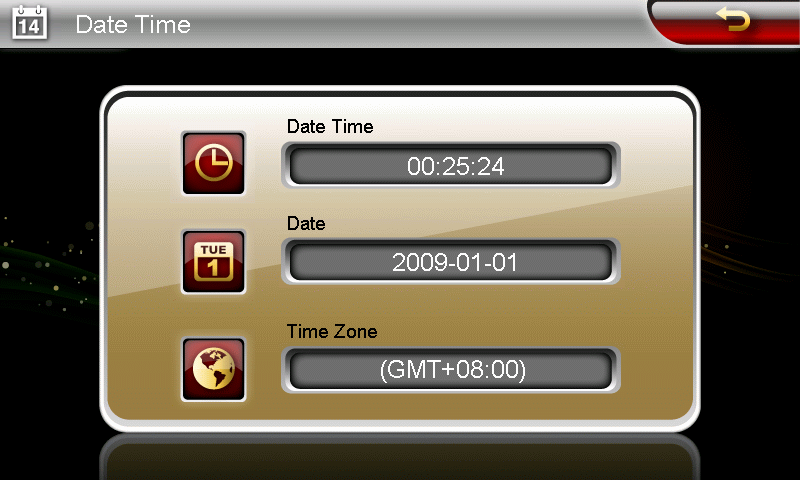 14
Date Time
Date Time
00:25:24
Date
TUE
1
2009-01-01
Time Zone
(GMT+08:00)